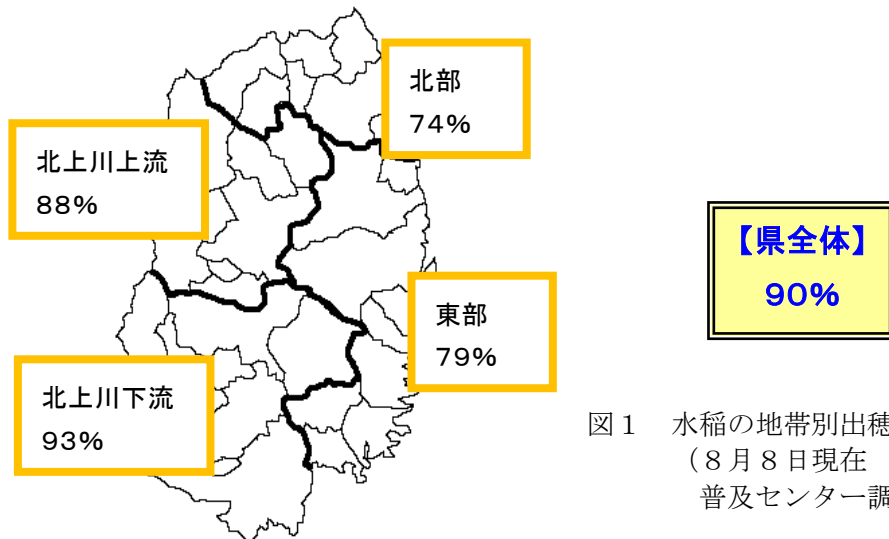 北部
74%
北上川上流
88%
【県全体】
90%
東部
79%
北上川下流
93%
図１　水稲の地帯別出穂
（８月８日現在
普及センター調